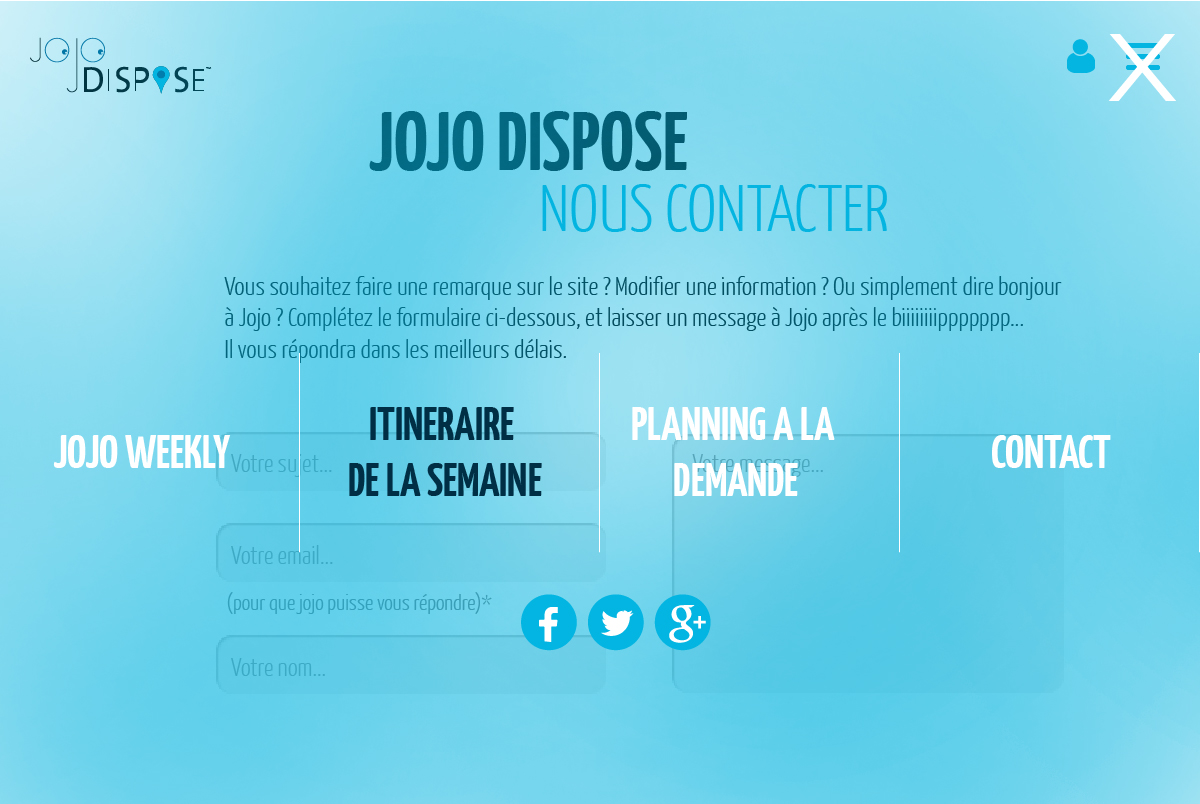 JOJO
DISPOSE™
X
JOJO DISPOSE
NOUS CONTACTER
Vous souhaitez faire une remarque sur le site ? Modifier une information ? Ou simplement dire bonjour
à Jojo ? Complétez le formulaire ci-dessous, et laisser un message à Jojo après le biiiiiiiippppppp...
Il vous répondra dans les meilleurs délais.
JOJO WEEKLY
ITINERAIRE
DE LA SEMAINE
PLANNING A LA
DEMANDE
CONTACT
Votre sujet...
Votre message...
Votre email...
(pour que jojo puisse vous répondre)*
Votre nom...
f
g+